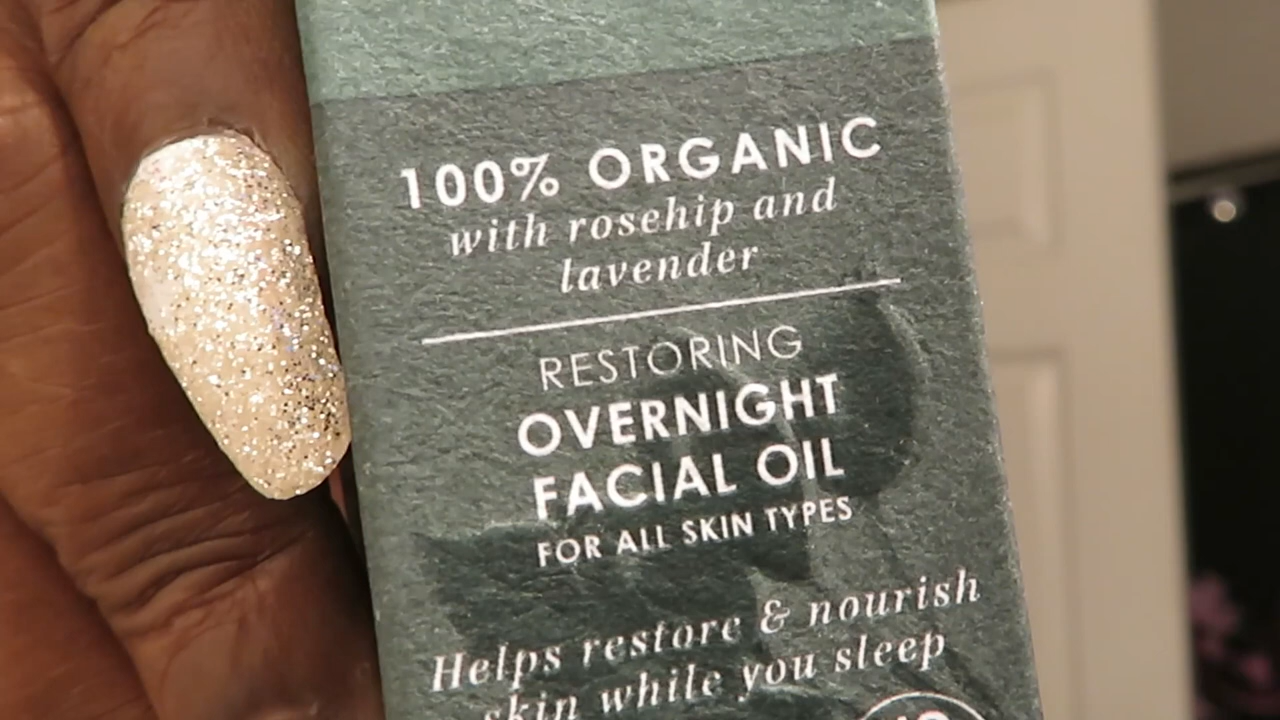 100% ORGANIC
with rosehip and
lavender
RESTORING
OVERNIGHT
FACIAL OIL
FOR ALL SKIN TYPES
Helps restore & nourish
skin while you sleep